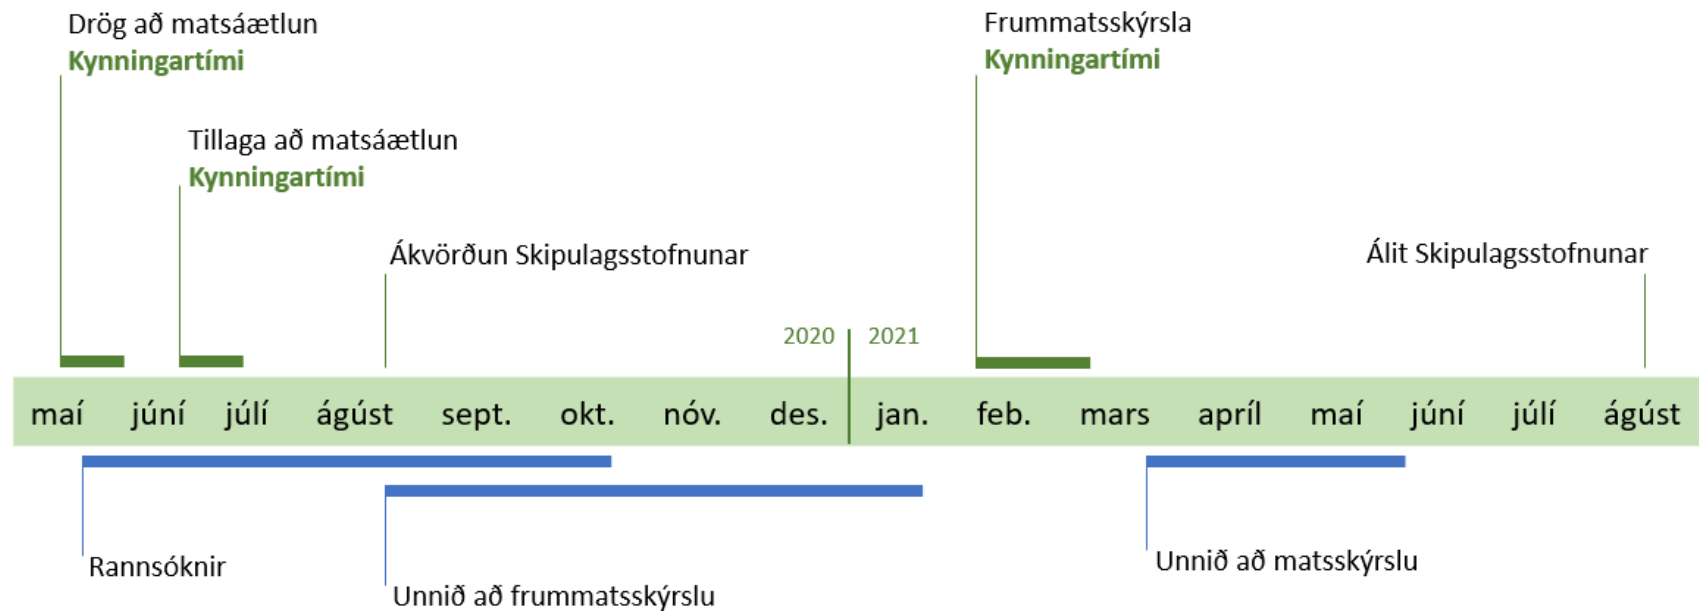 Drög að matsáætlun
Kynningartími
Frummatsskýrsla
Kynningartími
Tillaga að matsáætlun
Kynningartími
Ákvörðun Skipulagsstofnunar
Álit Skipulagsstofnunar
2020 2021
maí júní júlí ágúst sept. okt. nóv. des. jan. feb. mars apríl maí júní júlí ágúst
Rannsóknir
Unnið að frummatsskýrslu
Unnið að matsskýrslu